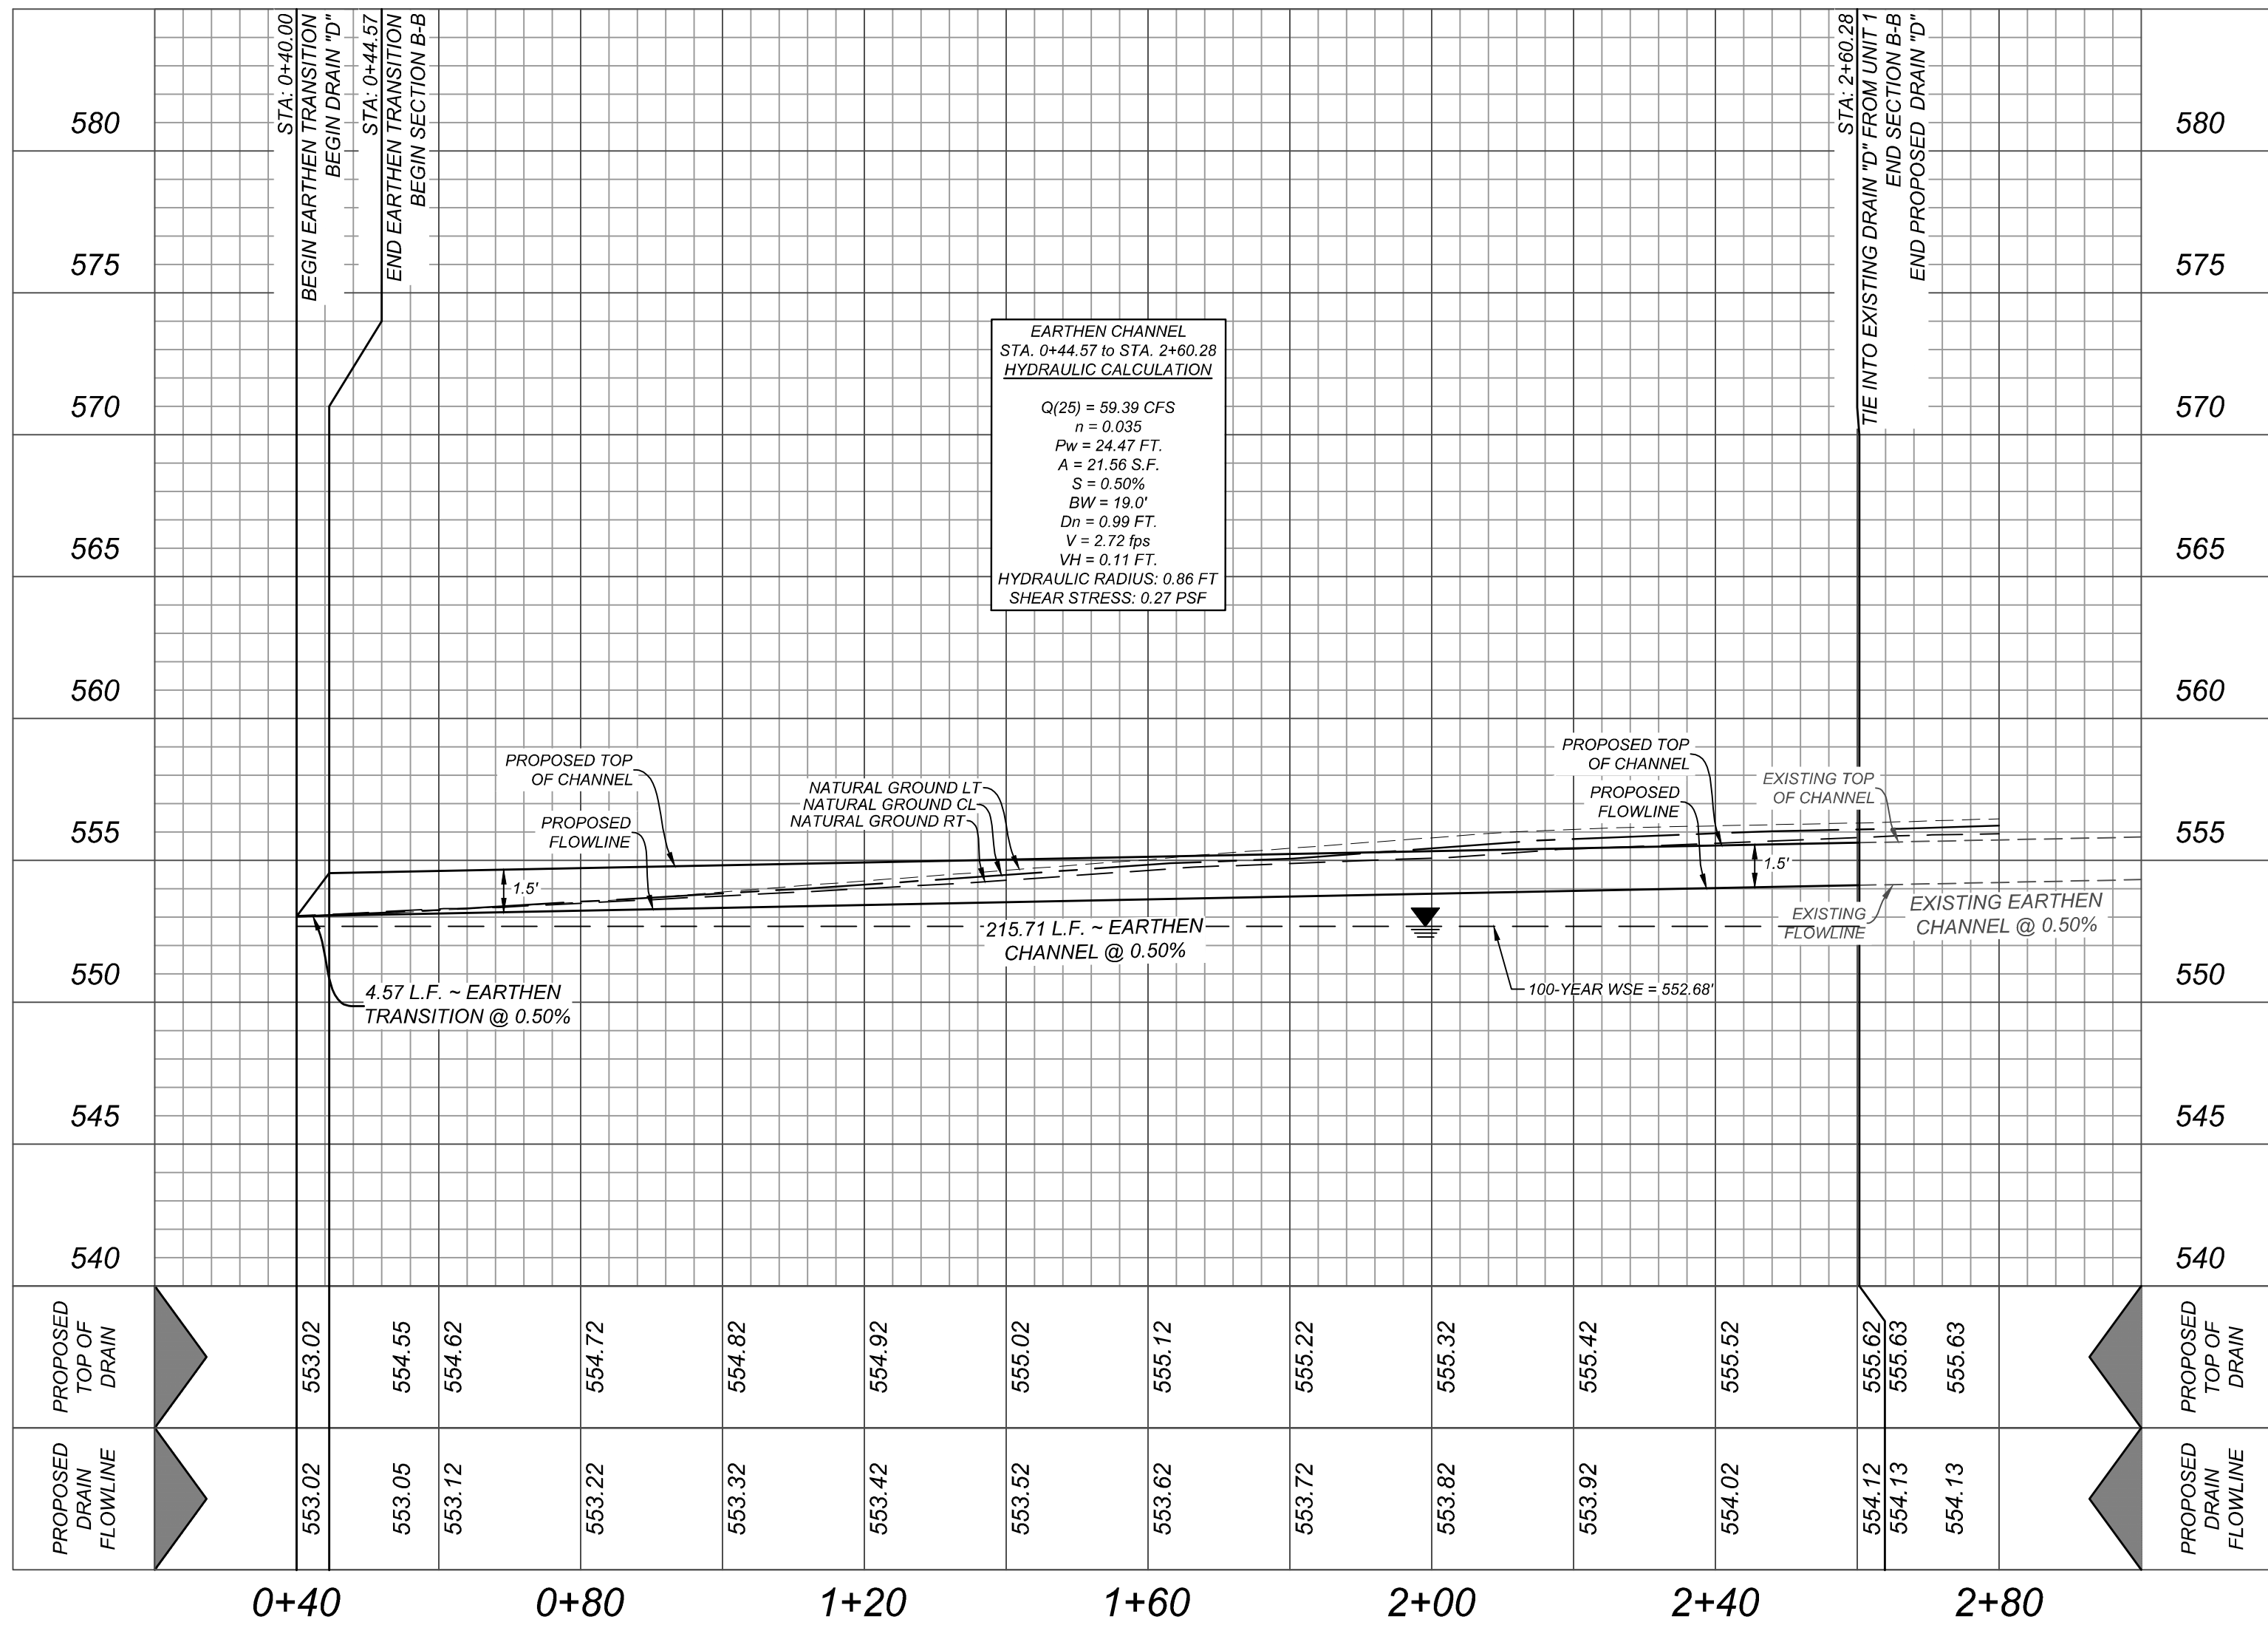 STA: 0+40.00
BEGIN EARTHEN TRANSITION
BEGIN DRAIN "D"
STA: 0+44.57
END EARTHEN TRANSITION
BEGIN SECTION B-B
STA: 2+60.28
TIE INTO EXISTING DRAIN "D" FROM UNIT 1
END SECTION B-B
END PROPOSED DRAIN "D"
580
575
570
565
560
555
550
545
540
580
575
570
565
560
555
550
545
540
EARTHEN CHANNEL
STA. 0+44.57 to STA. 2+60.28
HYDRAULIC CALCULATION
Q(25) = 59.39 CFS
n = 0.035
Pw = 24.47 FT.
A = 21.56 S.F.
S = 0.50%
BW = 19.0'
Dn = 0.99 FT.
V = 2.72 fps
VH = 0.11 FT.
HYDRAULIC RADIUS: 0.86 FT
SHEAR STRESS: 0.27 PSF
PROPOSED TOP
OF CHANNEL
PROPOSED
FLOWLINE
1.5'
NATURAL GROUND LT
NATURAL GROUND CL
NATURAL GROUND RT
PROPOSED TOP
OF CHANNEL
PROPOSED
FLOWLINE
EXISTING TOP
OF CHANNEL
1.5'
EXISTING
FLOWLINE
EXISTING EARTHEN
CHANNEL @ 0.50%
215.71 L.F. ~ EARTHEN
CHANNEL @ 0.50%
100-YEAR WSE = 552.68'
4.57 L.F. ~ EARTHEN
TRANSITION @ 0.50%
PROPOSED
TOP OF
DRAIN
553.02
554.55
554.62
554.72
554.82
554.92
555.02
555.12
555.22
555.32
555.42
555.52
555.62
555.63
555.63
PROPOSED
TOP OF
DRAIN
PROPOSED
DRAIN
FLOWLINE
553.02
553.05
553.12
553.22
553.32
553.42
553.52
553.62
553.72
553.82
553.92
554.02
554.12
554.13
554.13
PROPOSED
DRAIN
FLOWLINE
0+40
0+80
1+20
1+60
2+00
2+40
2+80